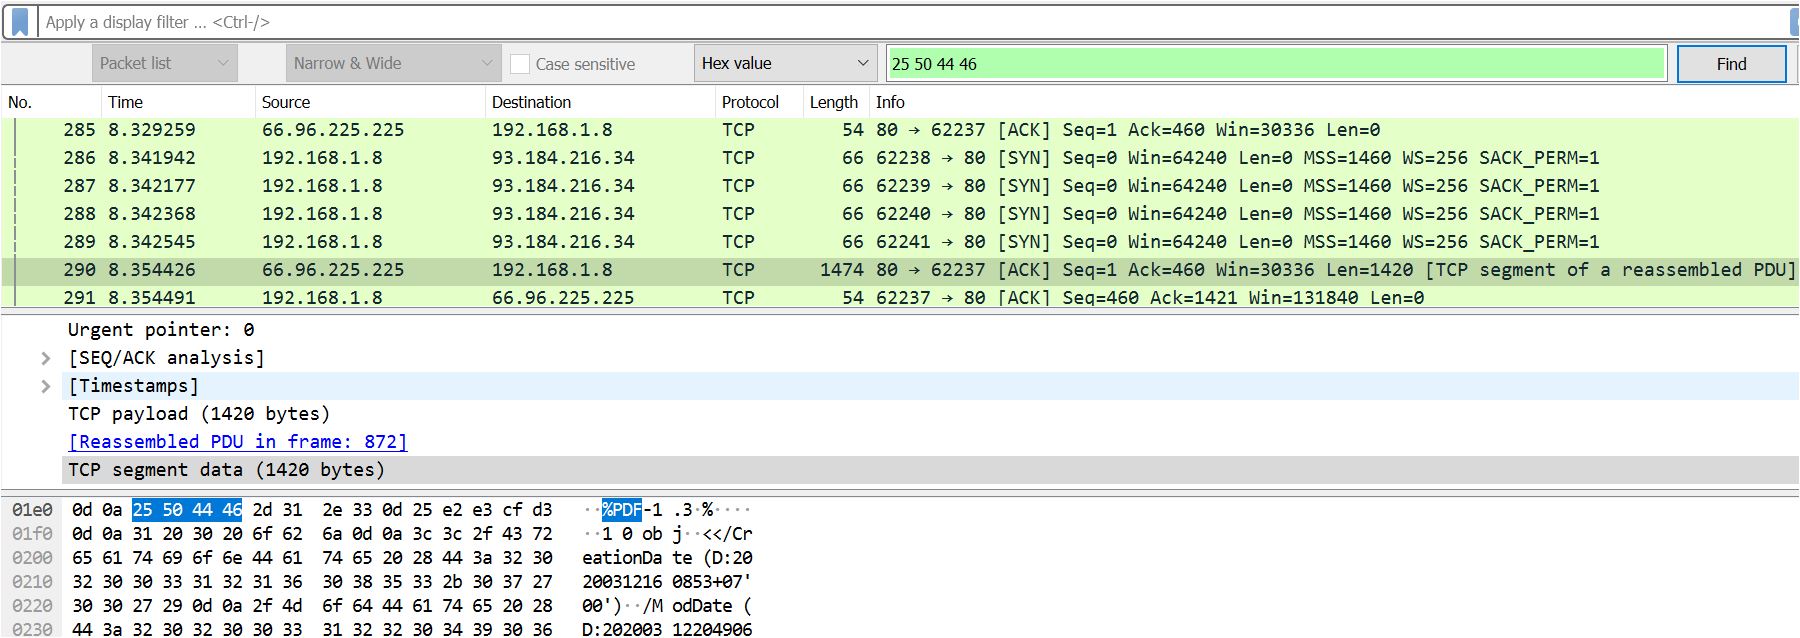 Apply a display filter ... <Ctrl-/>
Packet list Narrow & Wide Case sensitive Hex value 25 50 44 46 Find
No. Time Source Destination Protocol Length Info
285 8.329259 66.96.225.225 192.168.1.8 TCP 54 80 → 62237 [ACK] Seq=1 Ack=460 Win=30336 Len=0
286 8.341942 192.168.1.8 93.184.216.34 TCP 66 62238 → 80 [SYN] Seq=0 Win=64240 Len=0 MSS=1460 WS=256 SACK_PERM=1
287 8.342177 192.168.1.8 93.184.216.34 TCP 66 62239 → 80 [SYN] Seq=0 Win=64240 Len=0 MSS=1460 WS=256 SACK_PERM=1
288 8.342368 192.168.1.8 93.184.216.34 TCP 66 62240 → 80 [SYN] Seq=0 Win=64240 Len=0 MSS=1460 WS=256 SACK_PERM=1
289 8.342545 192.168.1.8 93.184.216.34 TCP 66 62241 → 80 [SYN] Seq=0 Win=64240 Len=0 MSS=1460 WS=256 SACK_PERM=1
290 8.354426 66.96.225.225 192.168.1.8 TCP 1474 80 → 62237 [ACK] Seq=1 Ack=460 Win=30336 Len=1420 [TCP segment of a reassembled PDU]
291 8.354491 192.168.1.8 66.96.225.225 TCP 54 62237 → 80 [ACK] Seq=460 Ack=1421 Win=131840 Len=0
Urgent pointer: 0
[SEQ/ACK analysis]
[Timestamps]
TCP payload (1420 bytes)
[Reassembled PDU in frame: 872]
TCP segment data (1420 bytes)
01e0 0d 0a 25 50 44 46 2d 31 2e 33 0d 25 e2 e3 cf d3 ··%PDF-1 .3·%····
01f0 0d 0a 31 20 30 20 6f 62 6a 0d 0a 3c 3c 2f 43 72 ··1 0 ob j··<</Cr
0200 65 61 74 69 6f 6e 44 61 74 65 20 28 44 3a 32 30 eationDa te (D:20
0210 32 30 30 33 31 32 31 36 30 38 35 33 2b 30 37 27 20031216 0853+07'
0220 30 30 27 29 0d 0a 2f 4d 6f 64 44 61 74 65 20 28 00')··/M odDate (
0230 44 3a 32 30 32 30 30 33 31 32 32 30 34 39 30 36 D:202003 12204906